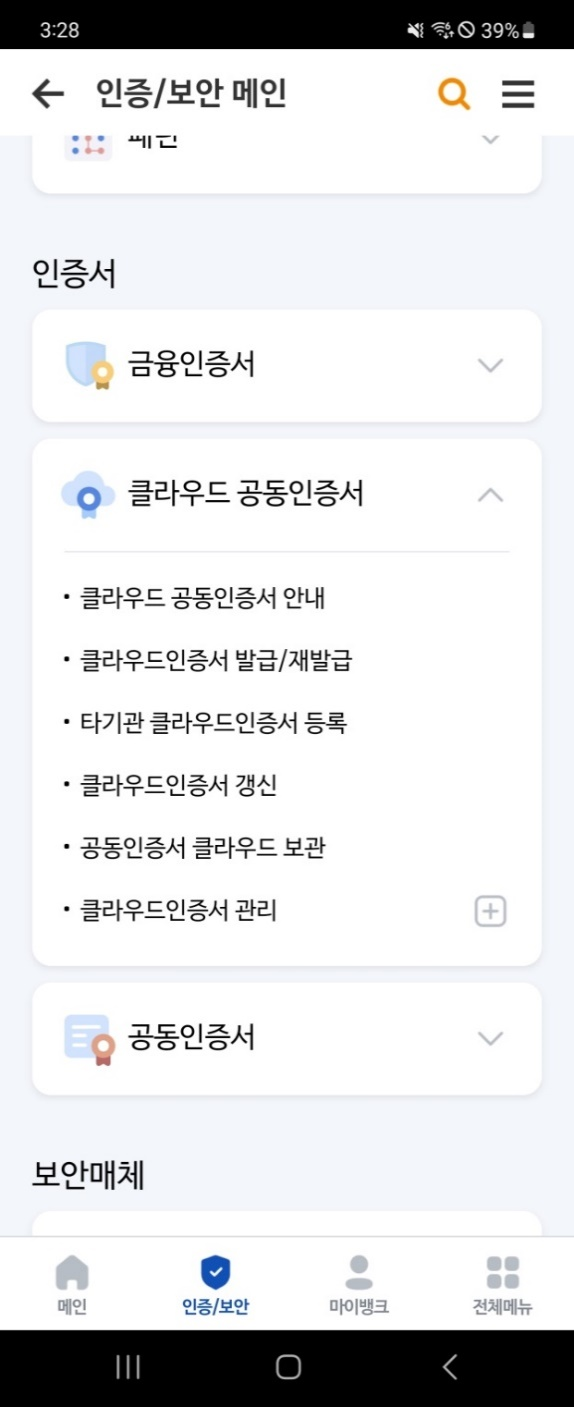 3:28
39%
인증/보안 메인
패턴
인증서
금융인증서
클라우드 공동인증서
• 클라우드 공동인증서 안내
• 클라우드인증서 발급/재발급
• 타기관 클라우드인증서 등록
• 클라우드인증서 갱신
• 공동인증서 클라우드 보관
• 클라우드인증서 관리
공동인증서
보안매체
메인
인증/보안
마이뱅크
전체메뉴